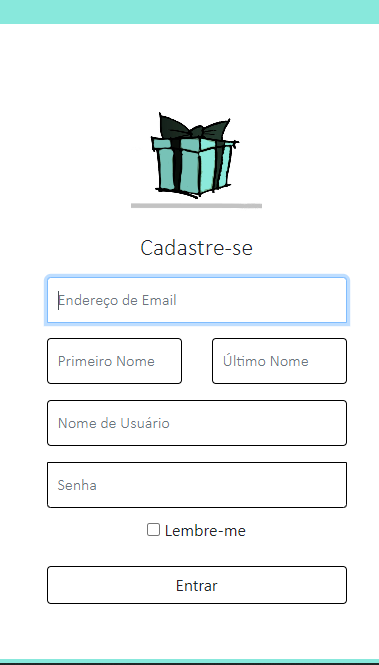 Cadastre-se
Endereço de Email
Primeiro Nome Último Nome
Nome de Usuário
Senha
Lembre-me
Entrar